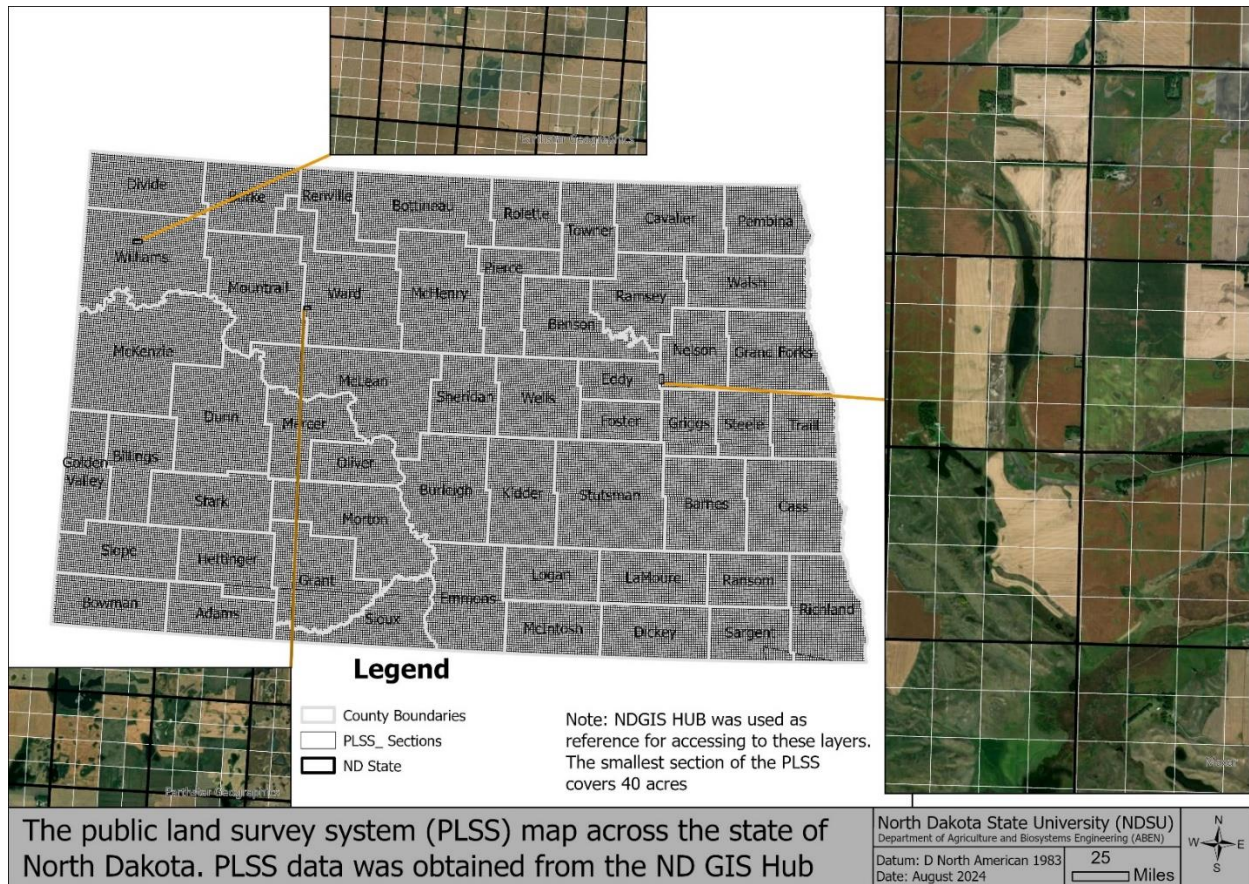 Earthstar Geographics
Divide
Burke
Renville
Bottineau
Rolette
Towner
Cavalier
Pembina
Williams
Mountrail
Ward
McHenry
Pierce
Benson
Ramsey
Walsh
Nelson
Grand Forks
McKenzie
Dunn
McLean
Mercer
Sheridan
Wells
Eddy
Foster
Griggs
Steele
Traill
Golden
Valley
Billings
Stark
Oliver
Morton
Burleigh
Kidder
Stutsman
Barnes
Cass
Slope
Hettinger
Grant
Bowman
Adams
Sioux
Emmons
Logan
LaMoure
Ransom
Richland
McIntosh
Dickey
Sargent
Earthstar Geographics
Maxar
Legend
County Boundaries
PLSS_ Sections
ND State
Note: NDGIS HUB was used as
reference for accessing to these layers.
The smallest section of the PLSS
covers 40 acres
The public land survey system (PLSS) map across the state of
North Dakota. PLSS data was obtained from the ND GIS Hub
North Dakota State University (NDSU)
Department of Agriculture and Biosystems Engineering (ABEN)
Datum: D North American 1983
Date: August 2024
25
Miles
N
W E
S